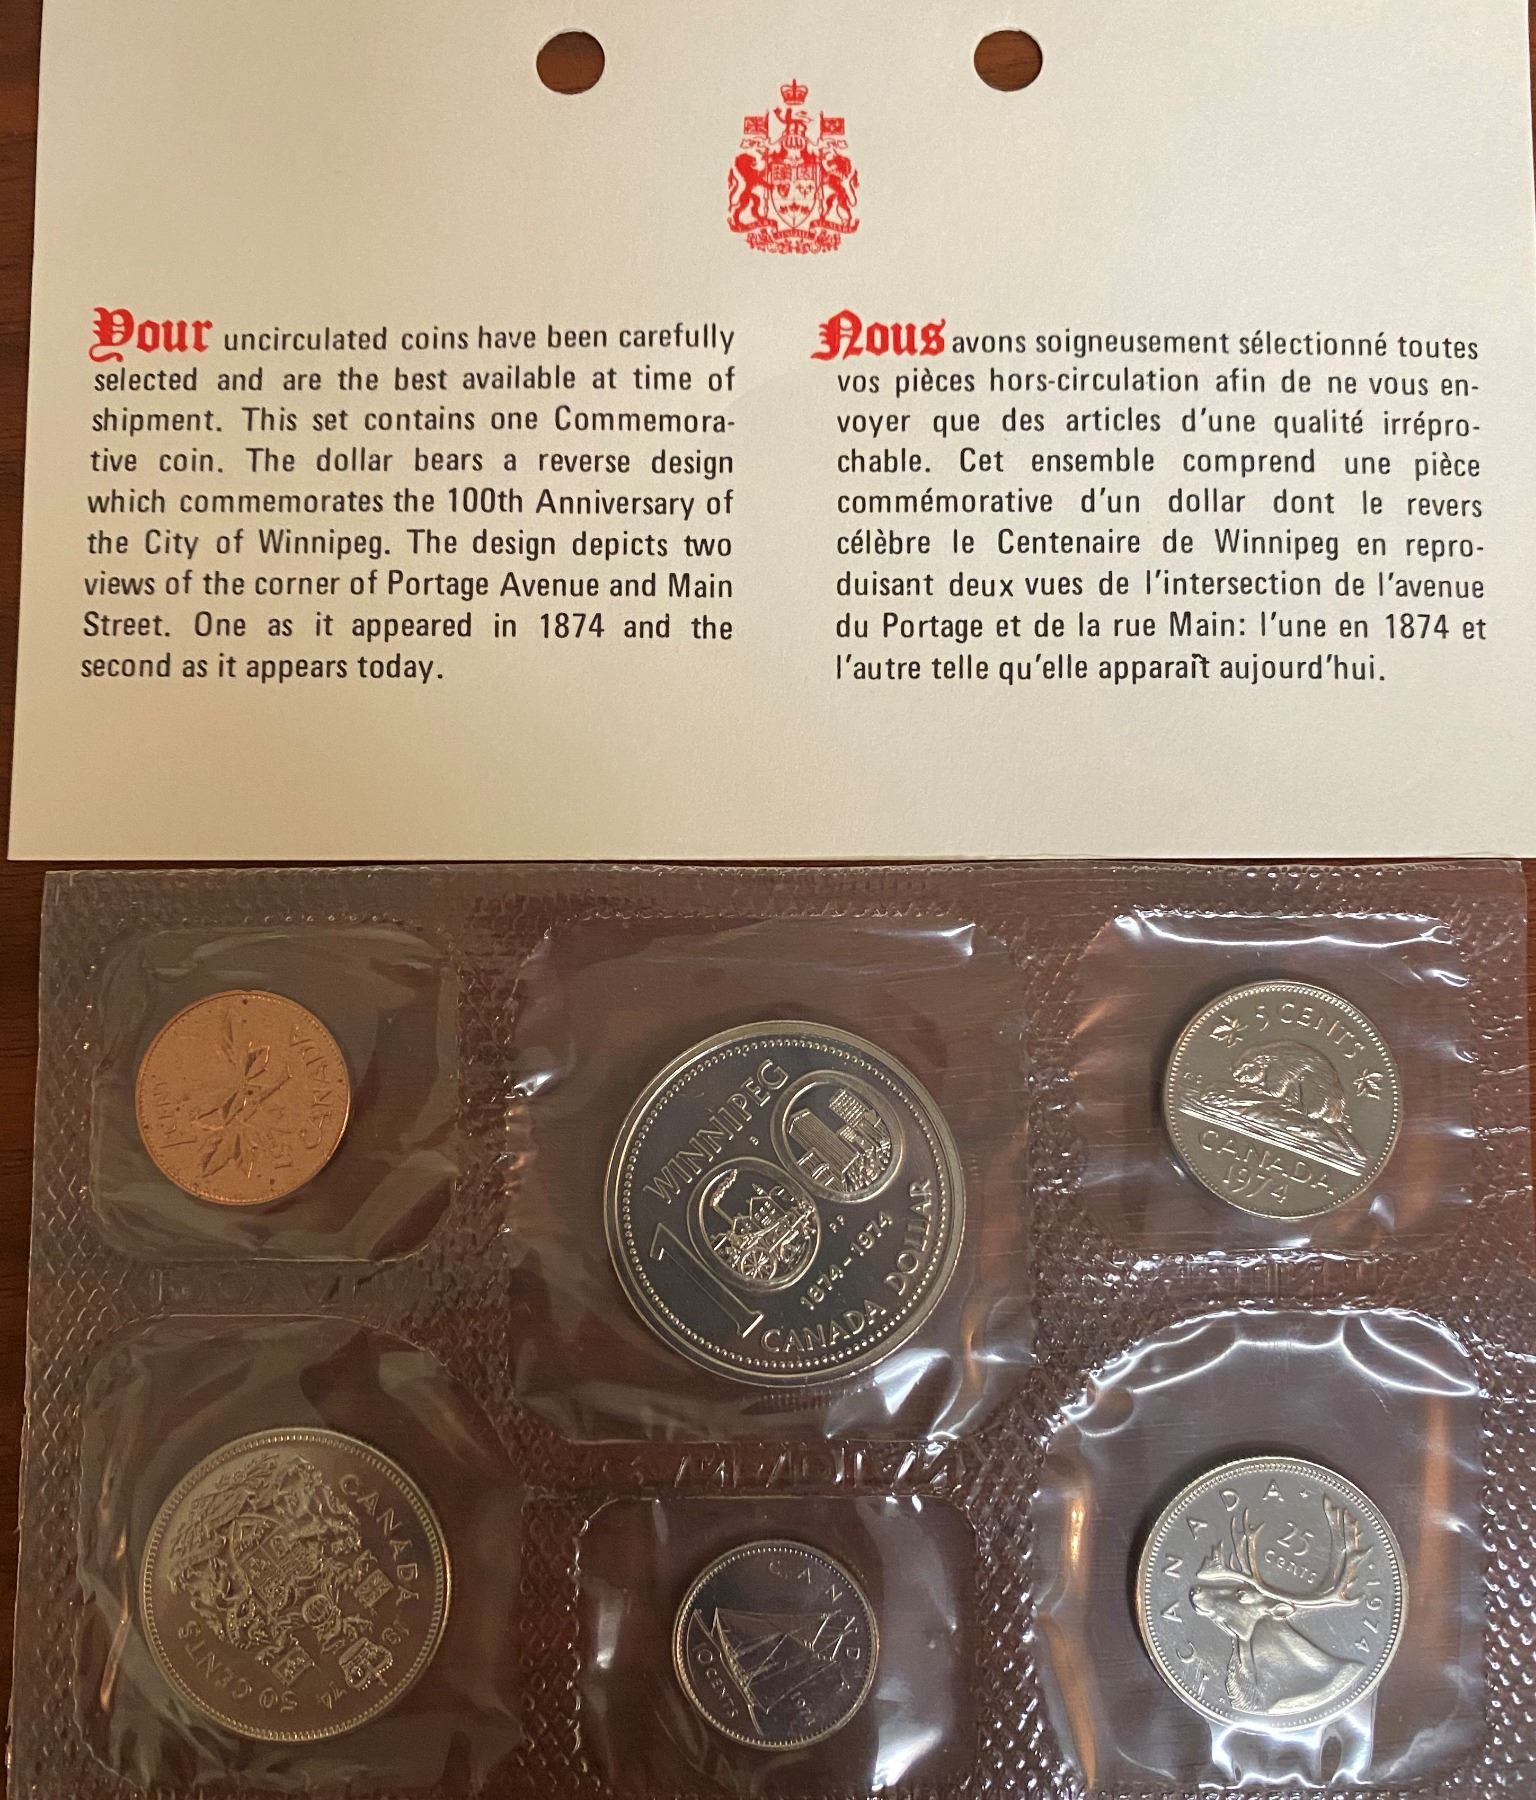 Your uncirculated coins have been carefully
selected and are the best available at time of
shipment. This set contains one Commemora-
tive coin. The dollar bears a reverse design
which commemorates the 100th Anniversary of
the City of Winnipeg. The design depicts two
views of the corner of Portage Avenue and Main
Street. One as it appeared in 1874 and the
second as it appears today.
Nous avons soigneusement sélectionné toutes
vos pièces hors-circulation afin de ne vous en-
voyer que des articles d'une qualité irrépro-
chable. Cet ensemble comprend une pièce
commémorative d'un dollar dont le revers
célèbre le Centenaire de Winnipeg en repro-
duisant deux vues de l'intersection de l'avenue
du Portage et de la rue Main: l'une en 1874 et
l'autre telle qu'elle apparaît aujourd'hui.
CANADA
WINNIPEG
B
100
PP
1874-1974
CANADA DOLLAR
5 CENTS
CANADA
1974
CANADA 1974
50 CENTS
CANADA
10 CENTS
1974
CANADA
25
CENTS
1974